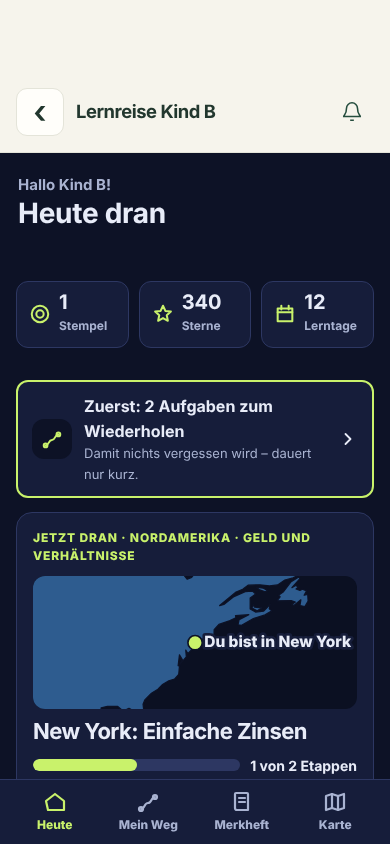 Lernreise Kind B
Hallo Kind B!
Heute dran
1
Stempel
340
Sterne
12
Lerntage
Zuerst: 2 Aufgaben zum
Wiederholen
Damit nichts vergessen wird – dauert
nur kurz.
JETZT DRAN · NORDAMERIKA · GELD UND
VERHÄLTNISSE
Du bist in New York
New York: Einfache Zinsen
1 von 2 Etappen
Heute
Mein Weg
Merkheft
Karte